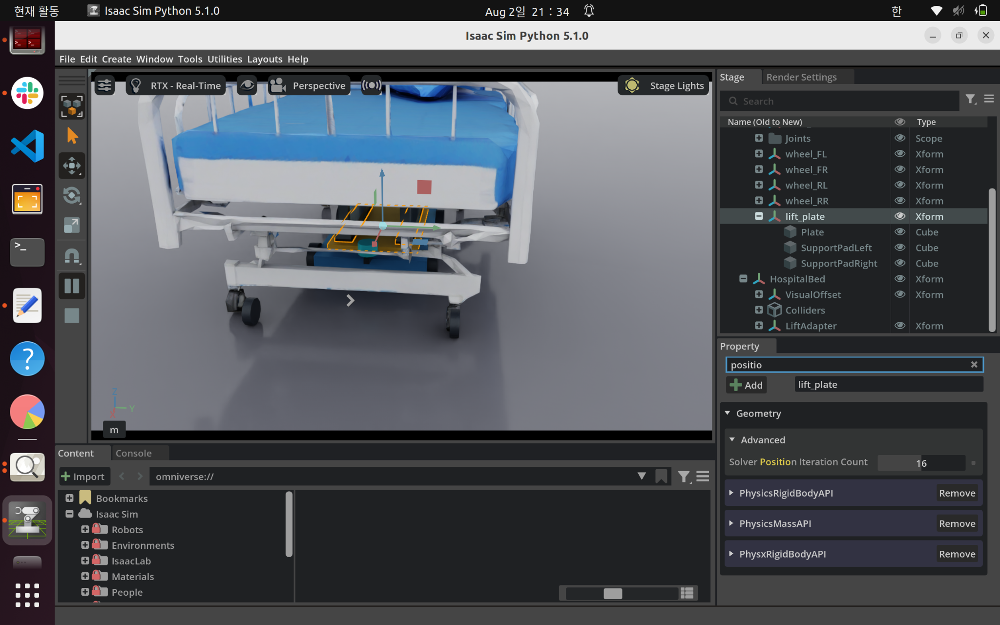 현재 활동
Isaac Sim Python 5.1.0
Aug 2일 21 : 34
한
Isaac Sim Python 5.1.0
File Edit Create Window Tools Utilities Layouts Help
RTX - Real-Time
Perspective
Stage Lights
Z
Y
X
m
Stage
Render Settings
Search
Name (Old to New)
Type
Joints Scope
wheel_FL Xform
wheel_FR Xform
wheel_RL Xform
wheel_RR Xform
lift_plate Xform
Plate Cube
SupportPadLeft Cube
SupportPadRight Cube
HospitalBed Xform
VisualOffset Xform
Colliders
LiftAdapter Xform
Property
positio
Add
lift_plate
Geometry
Advanced
Solver Position Iteration Count 16
PhysicsRigidBodyAPI Remove
PhysicsMassAPI Remove
PhysxRigidBodyAPI Remove
Content
Console
Import
omniverse://
Bookmarks
Isaac Sim
Robots
Environments
IsaacLab
Materials
People